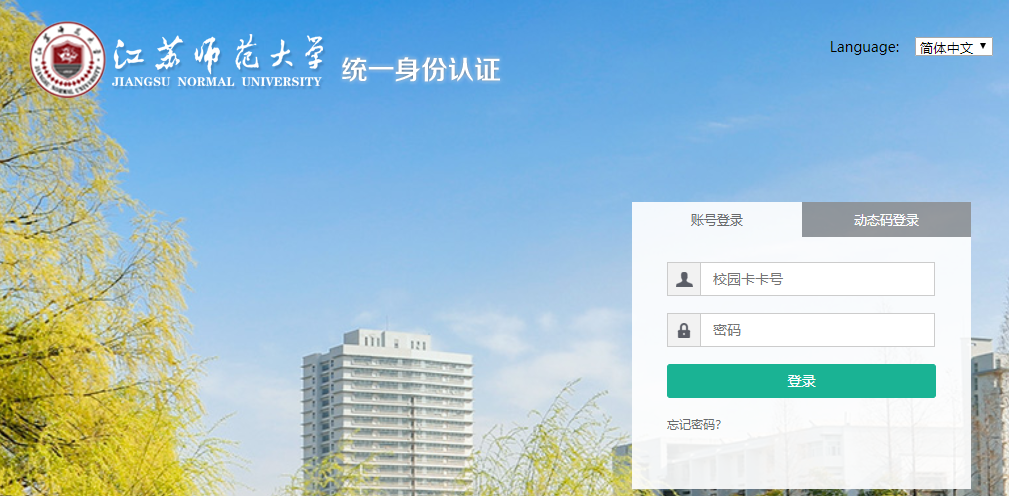 江苏师范大学
JIANGSU NORMAL UNIVERSITY
统一身份认证
Language: 简体中文
账号登录
动态码登录
校园卡卡号
密码
登录
忘记密码?